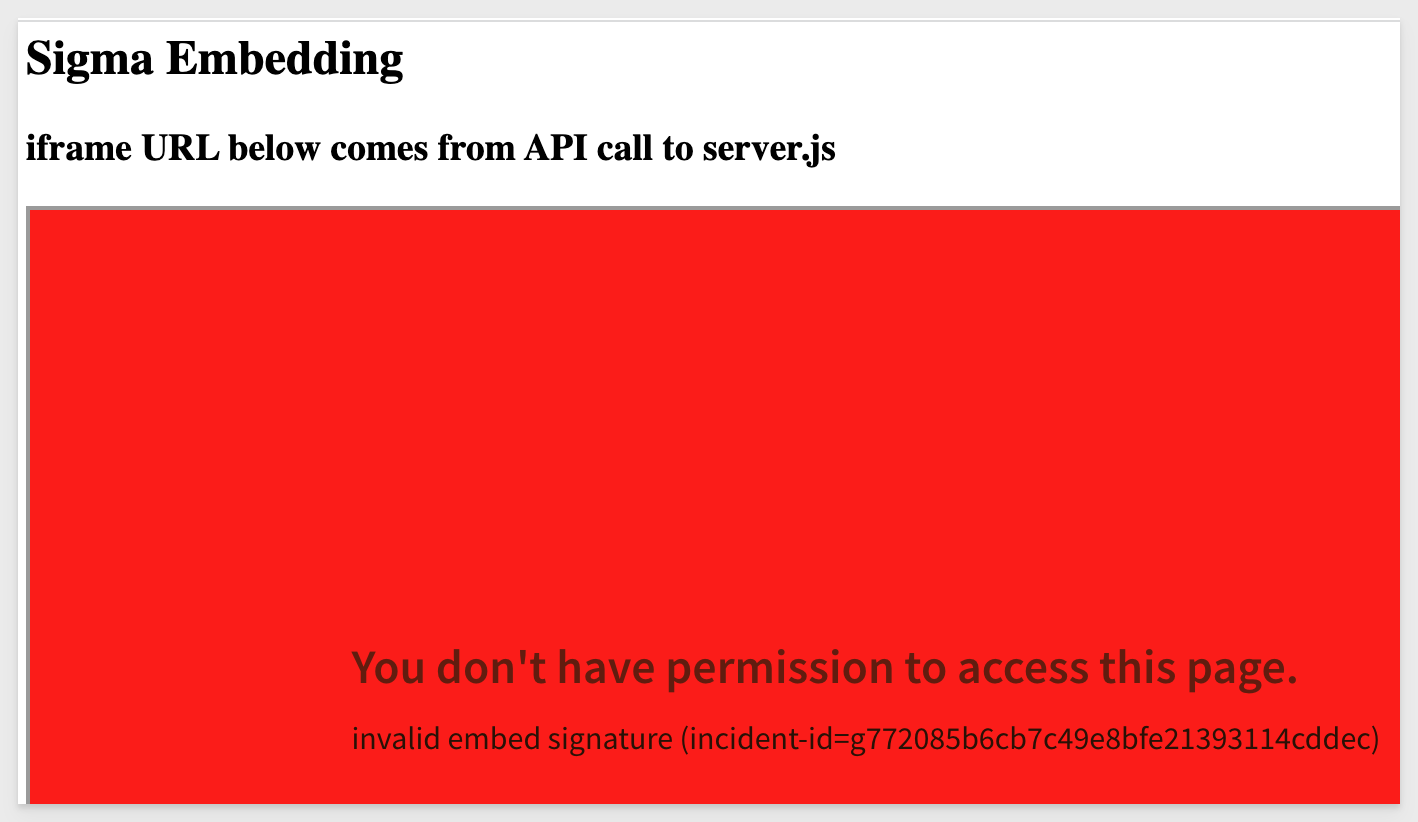 Sigma Embedding
iframe URL below comes from API call to server.js
You don't have permission to access this page.
invalid embed signature (incident-id=g772085b6cb7c49e8bfe21393114cddec)